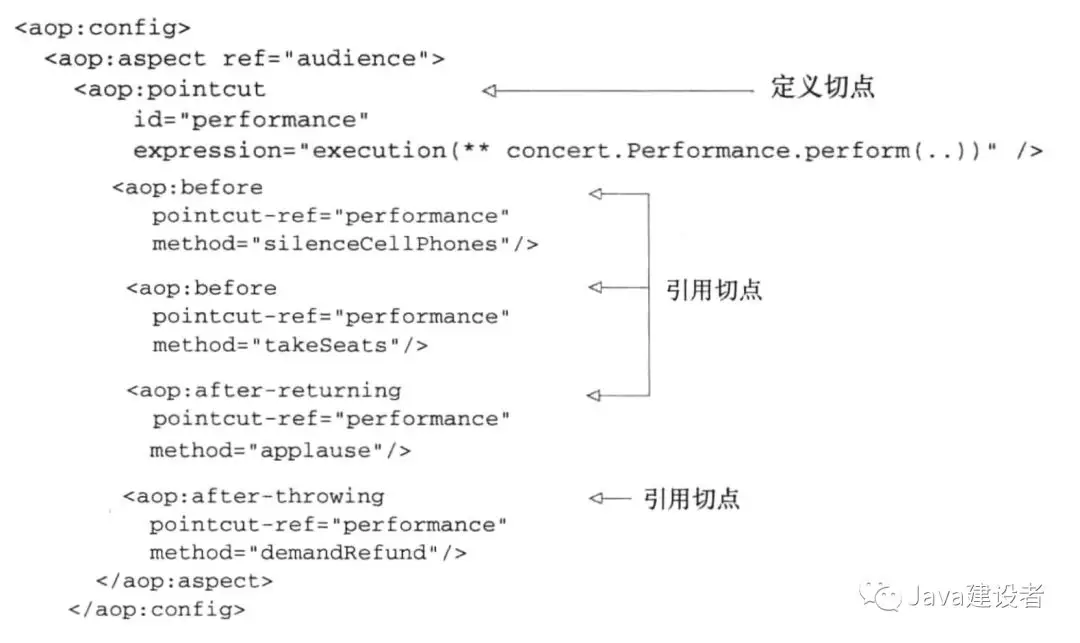 <aop:config>
<aop:aspect ref="audience">
<aop:pointcut 定义切点
id="performance"
expression="execution(** concert.Performance.perform(..))" />
<aop:before
pointcut-ref="performance"
method="silenceCellPhones"/>
<aop:before 引用切点
pointcut-ref="performance"
method="takeSeats"/>
<aop:after-returning
pointcut-ref="performance"
method="applause"/>
<aop:after-throwing 引用切点
pointcut-ref="performance"
method="demandRefund"/>
</aop:aspect>
</aop:config>
Java建设者